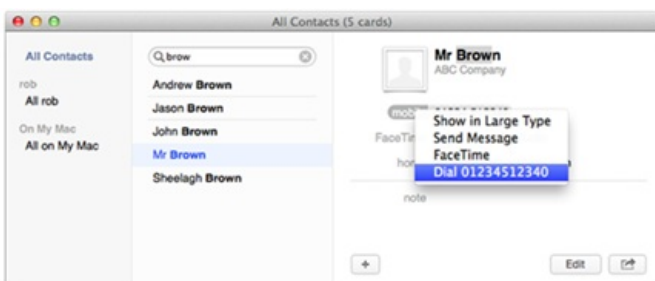 All Contacts (5 cards)
All Contacts
rob
All rob
On My Mac
All on My Mac
brow
Andrew Brown
Jason Brown
John Brown
Mr Brown
Sheelagh Brown
Mr Brown
ABC Company
Show in Large Type
Send Message
FaceTime
Dial 01234512340
note
+
Edit